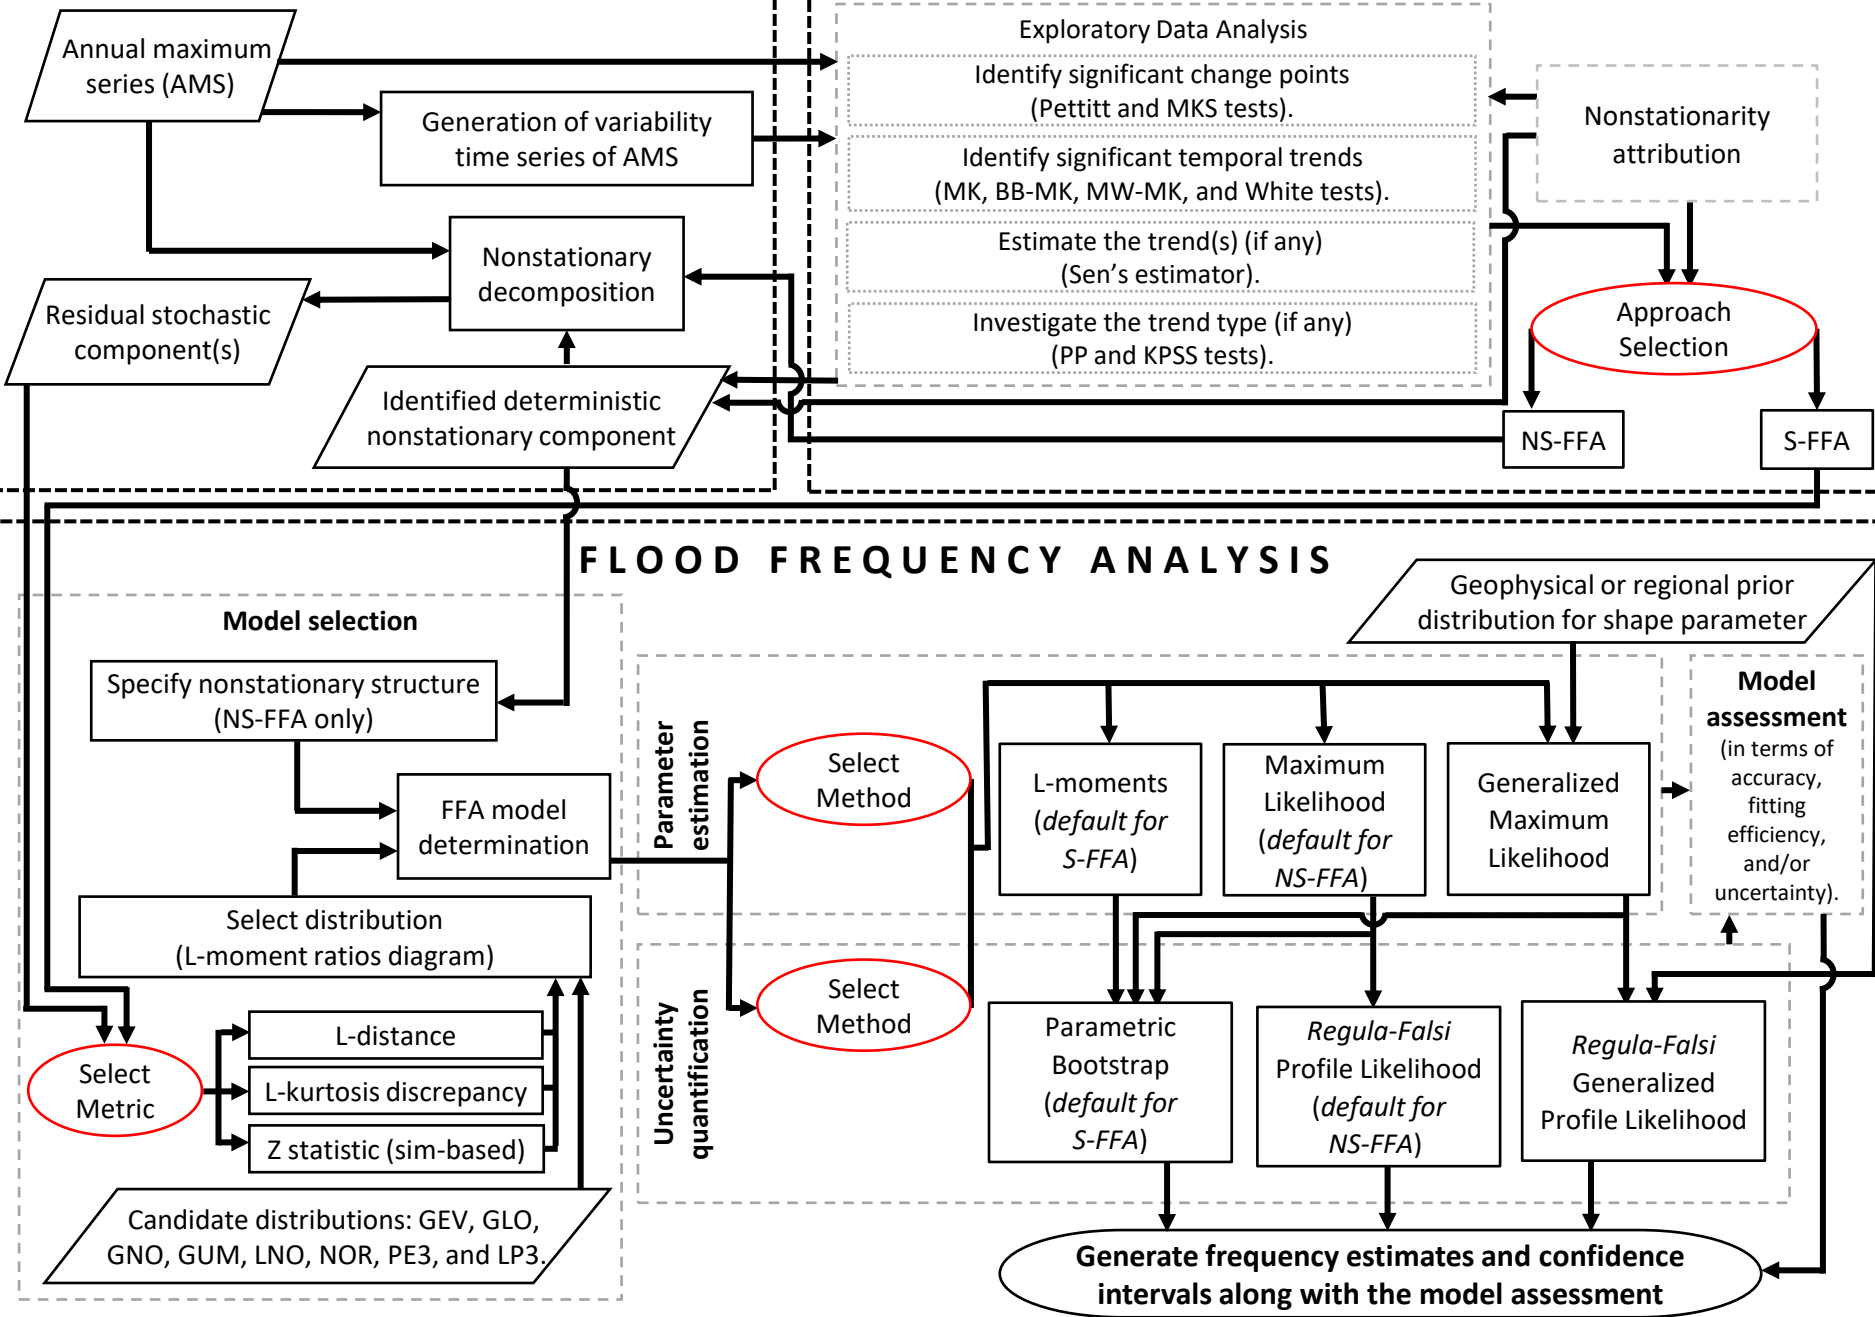 Annual maximum
series (AMS)
Generation of variability
time series of AMS
Nonstationary
decomposition
Residual stochastic
component(s)
Identified deterministic
nonstationary component
Exploratory Data Analysis
Identify significant change points
(Pettitt and MKS tests).
Identify significant temporal trends
(MK, BB-MK, MW-MK, and White tests).
Estimate the trend(s) (if any)
(Sen’s estimator).
Investigate the trend type (if any)
(PP and KPSS tests).
Nonstationarity
attribution
Approach
Selection
NS-FFA
S-FFA
FLOOD FREQUENCY ANALYSIS
Model selection
Specify nonstationary structure
(NS-FFA only)
FFA model
determination
Select distribution
(L-moment ratios diagram)
Select
Metric
L-distance
L-kurtosis discrepancy
Z statistic (sim-based)
Candidate distributions: GEV, GLO,
GNO, GUM, LNO, NOR, PE3, and LP3.
Geophysical or regional prior
distribution for shape parameter
Parameter
estimation
Select
Method
L-moments
(default for
S-FFA)
Maximum
Likelihood
(default for
NS-FFA)
Generalized
Maximum
Likelihood
Model
assessment
(in terms of
accuracy,
fitting
efficiency,
and/or
uncertainty).
Uncertainty
quantification
Select
Method
Parametric
Bootstrap
(default for
S-FFA)
Regula-Falsi
Profile Likelihood
(default for
NS-FFA)
Regula-Falsi
Generalized
Profile Likelihood
Generate frequency estimates and confidence
intervals along with the model assessment